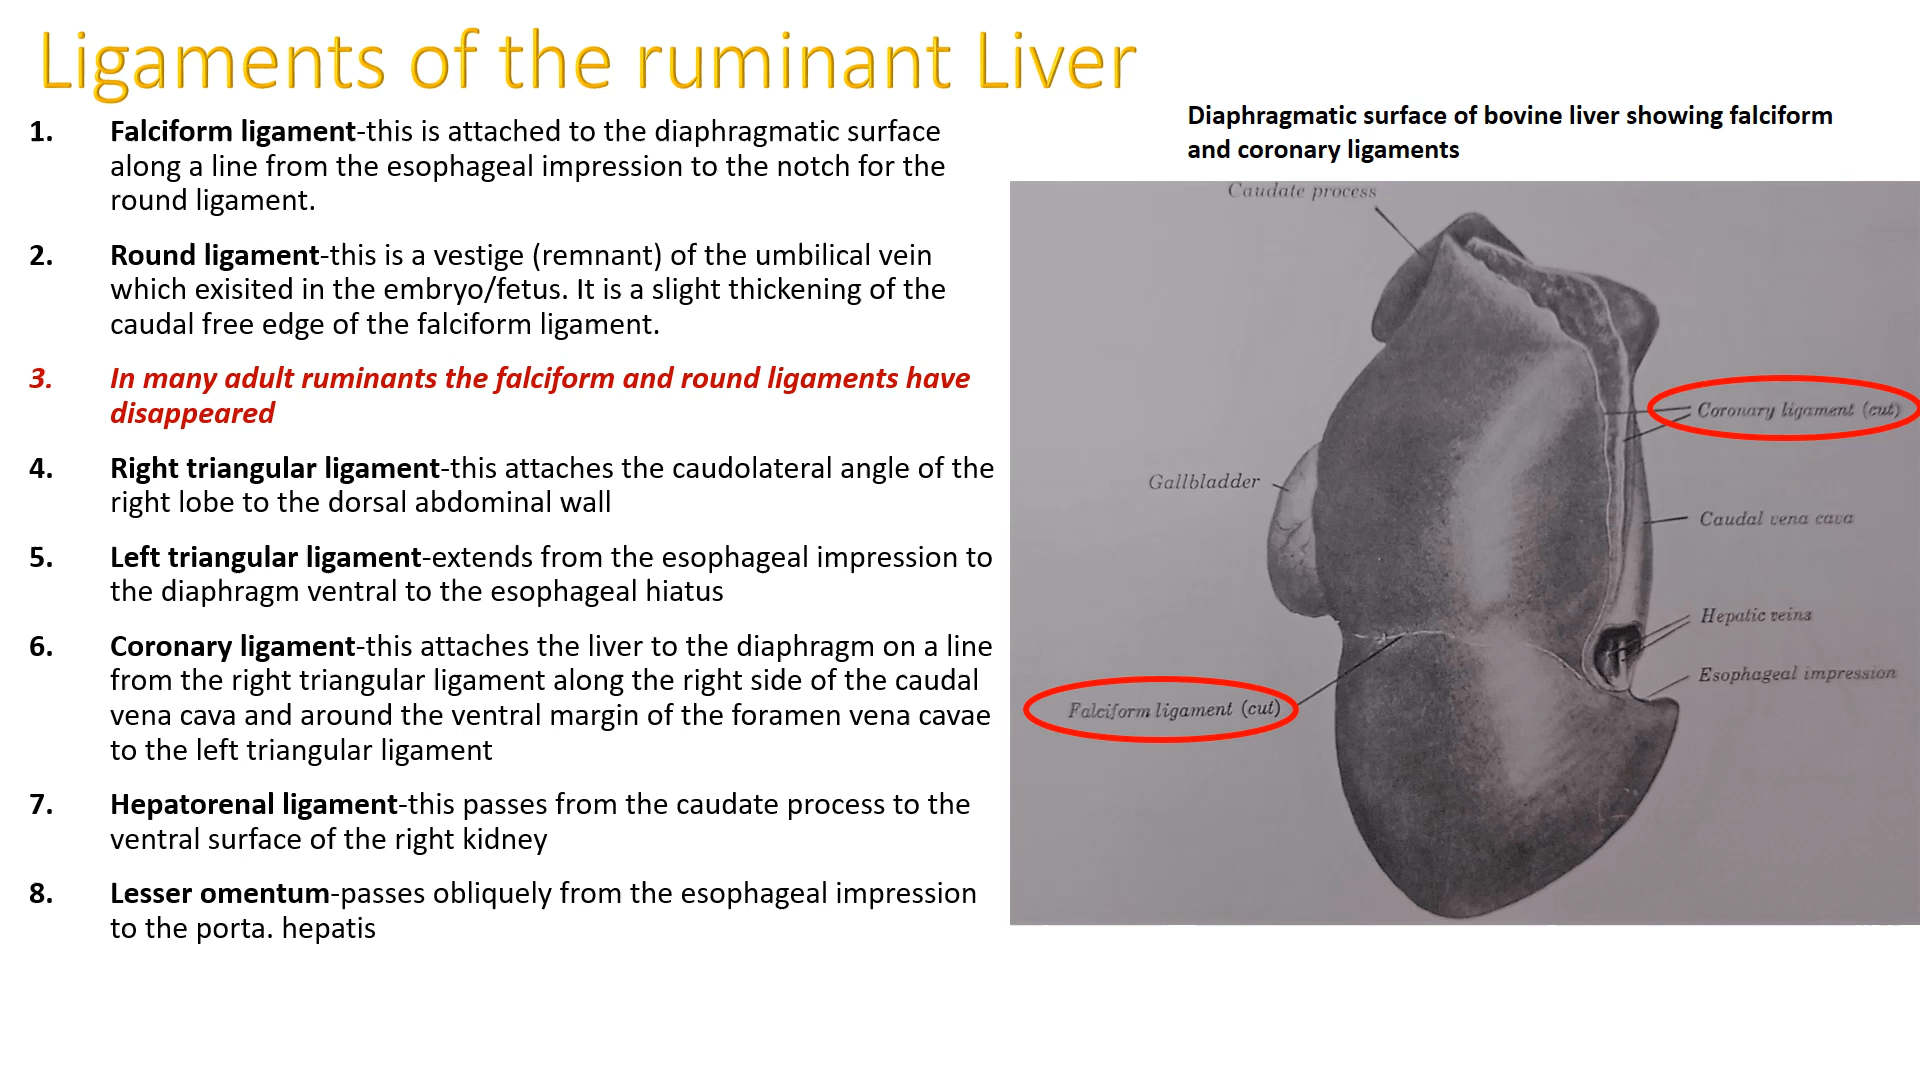 Ligaments of the ruminant Liver
1. Falciform ligament-this is attached to the diaphragmatic surface
along a line from the esophageal impression to the notch for the
round ligament.
2. Round ligament-this is a vestige (remnant) of the umbilical vein
which exisited in the embryo/fetus. It is a slight thickening of the
caudal free edge of the falciform ligament.
3. In many adult ruminants the falciform and round ligaments have
disappeared
4. Right triangular ligament-this attaches the caudolateral angle of the
right lobe to the dorsal abdominal wall
5. Left triangular ligament-extends from the esophageal impression to
the diaphragm ventral to the esophageal hiatus
6. Coronary ligament-this attaches the liver to the diaphragm on a line
from the right triangular ligament along the right side of the caudal
vena cava and around the ventral margin of the foramen vena cavae
to the left triangular ligament
7. Hepatorenal ligament-this passes from the caudate process to the
ventral surface of the right kidney
8. Lesser omentum-passes obliquely from the esophageal impression
to the porta. hepatis
Diaphragmatic surface of bovine liver showing falciform
and coronary ligaments
Caudate process
Coronary ligament (cut)
Gallbladder
Caudal vena cava
Hepatic veins
Esophageal impression
Falciform ligament (cut)